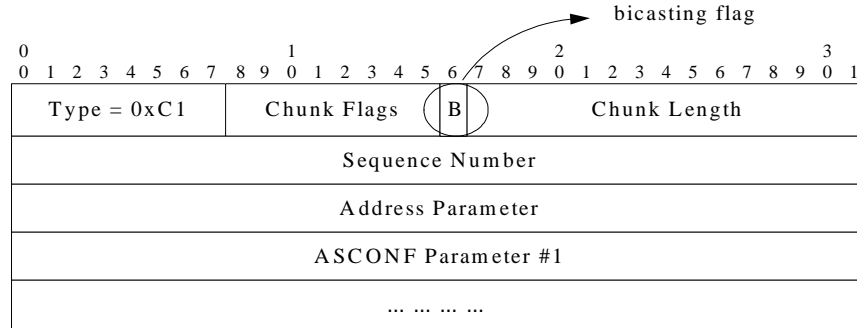 bicasting flag
0 1 2 3
0 1 2 3 4 5 6 7 8 9 0 1 2 3 4 5 6 7 8 9 0 1 2 3 4 5 6 7 8 9 0 1
Type = 0xC1 Chunk Flags B Chunk Length
Sequence Number
Address Parameter
ASCONF Parameter #1
... ... ... ...